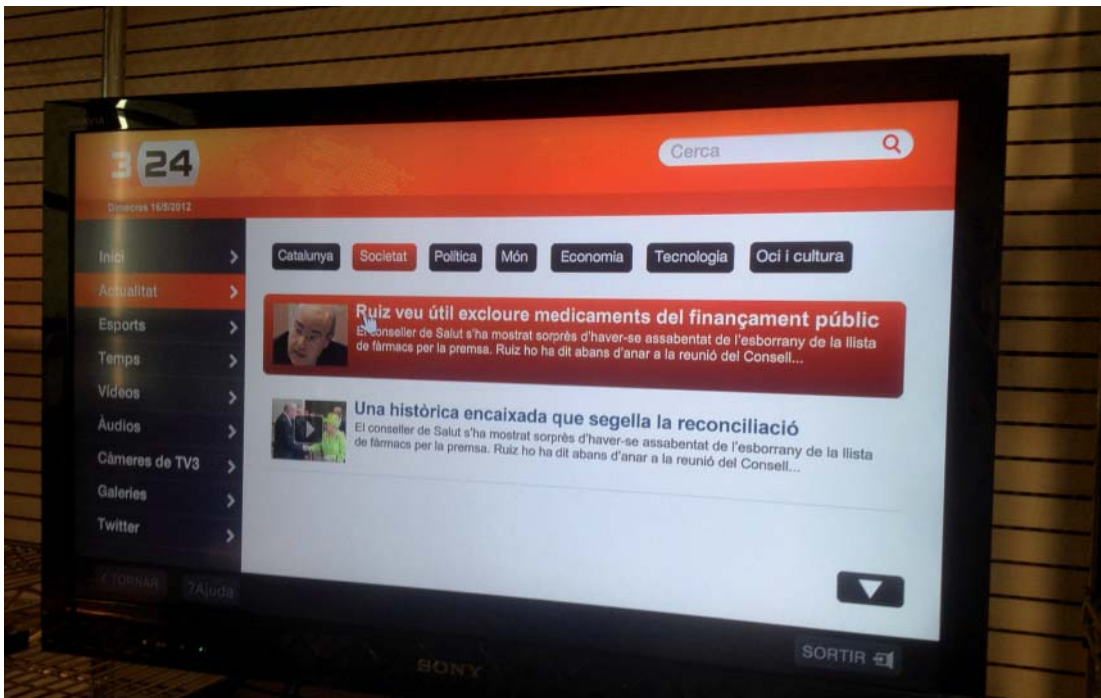 BRAVIA
3 24
Cerca
Dimecres 16/5/2012
Inici
Actualitat
Esports
Temps
Vídeos
Àudios
Càmeres de TV3
Galeries
Twitter
Catalunya
Societat
Política
Món
Economia
Tecnologia
Oci i cultura
Ruiz veu útil excloure medicaments del finançament públic
El conseller de Salut s'ha mostrat sorprès d'haver-se assabentat de l'esborrany de la llista
de fàrmacs per la premsa. Ruiz ho ha dit abans d'anar a la reunió del Consell...
Una històrica encaixada que segella la reconciliació
El conseller de Salut s'ha mostrat sorprès d'haver-se assabentat de l'esborrany de la llista
de fàrmacs per la premsa. Ruiz ho ha dit abans d'anar a la reunió del Consell...
< TORNAR
?Ajuda
SORTIR
SONY